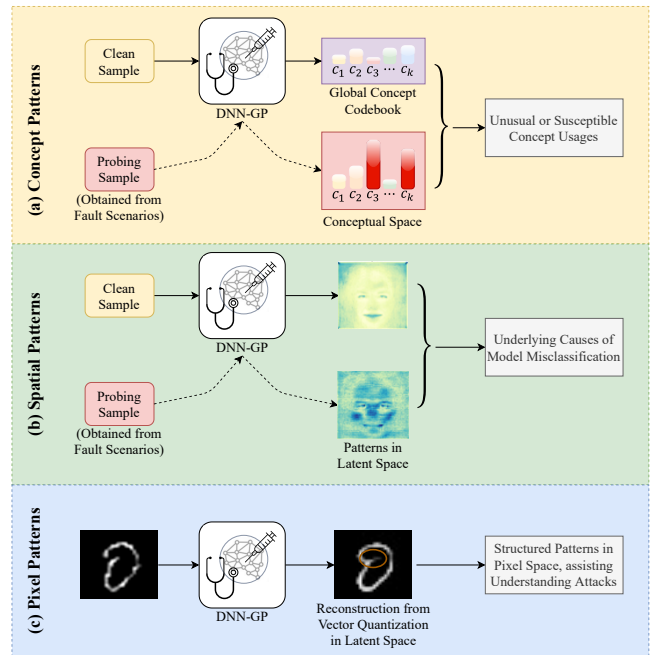 (a) Concept Patterns
Clean
Sample
DNN-GP
c1 c2 c3 ... ck
Global Concept
Codebook
Probing
Sample
(Obtained from
Fault Scenarios)
c1 c2 c3 ... ck
Conceptual Space
Unusual or Susceptible
Concept Usages
(b) Spatial Patterns
Clean
Sample
DNN-GP
Probing
Sample
(Obtained from
Fault Scenarios)
Patterns in
Latent Space
Underlying Causes of
Model Misclassification
(c) Pixel Patterns
DNN-GP
Reconstruction from
Vector Quantization
in Latent Space
Structured Patterns in
Pixel Space, assisting
Understanding Attacks